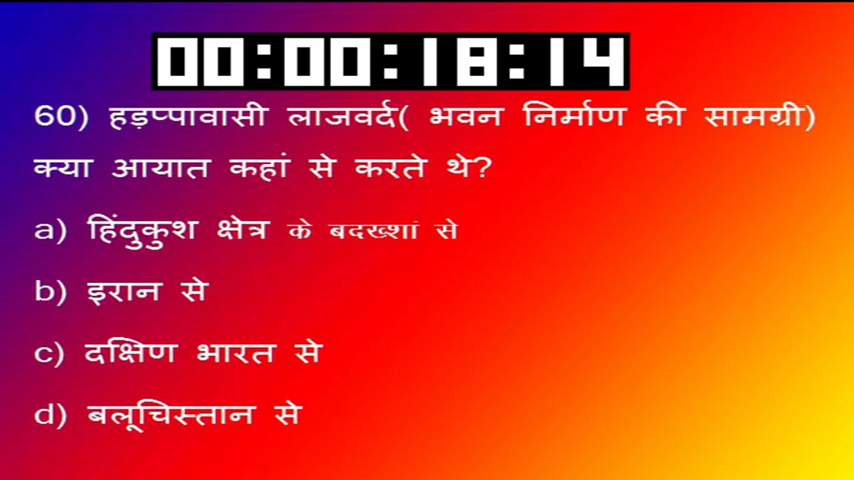 00:00:18:14
60) हड़प्पावासी लाजवर्द( भवन निर्माण की सामग्री)
क्या आयात कहां से करते थे?
a) हिंदुकुश क्षेत्र के बदख्शां से
b) इरान से
c) दक्षिण भारत से
d) बलूचिस्तान से